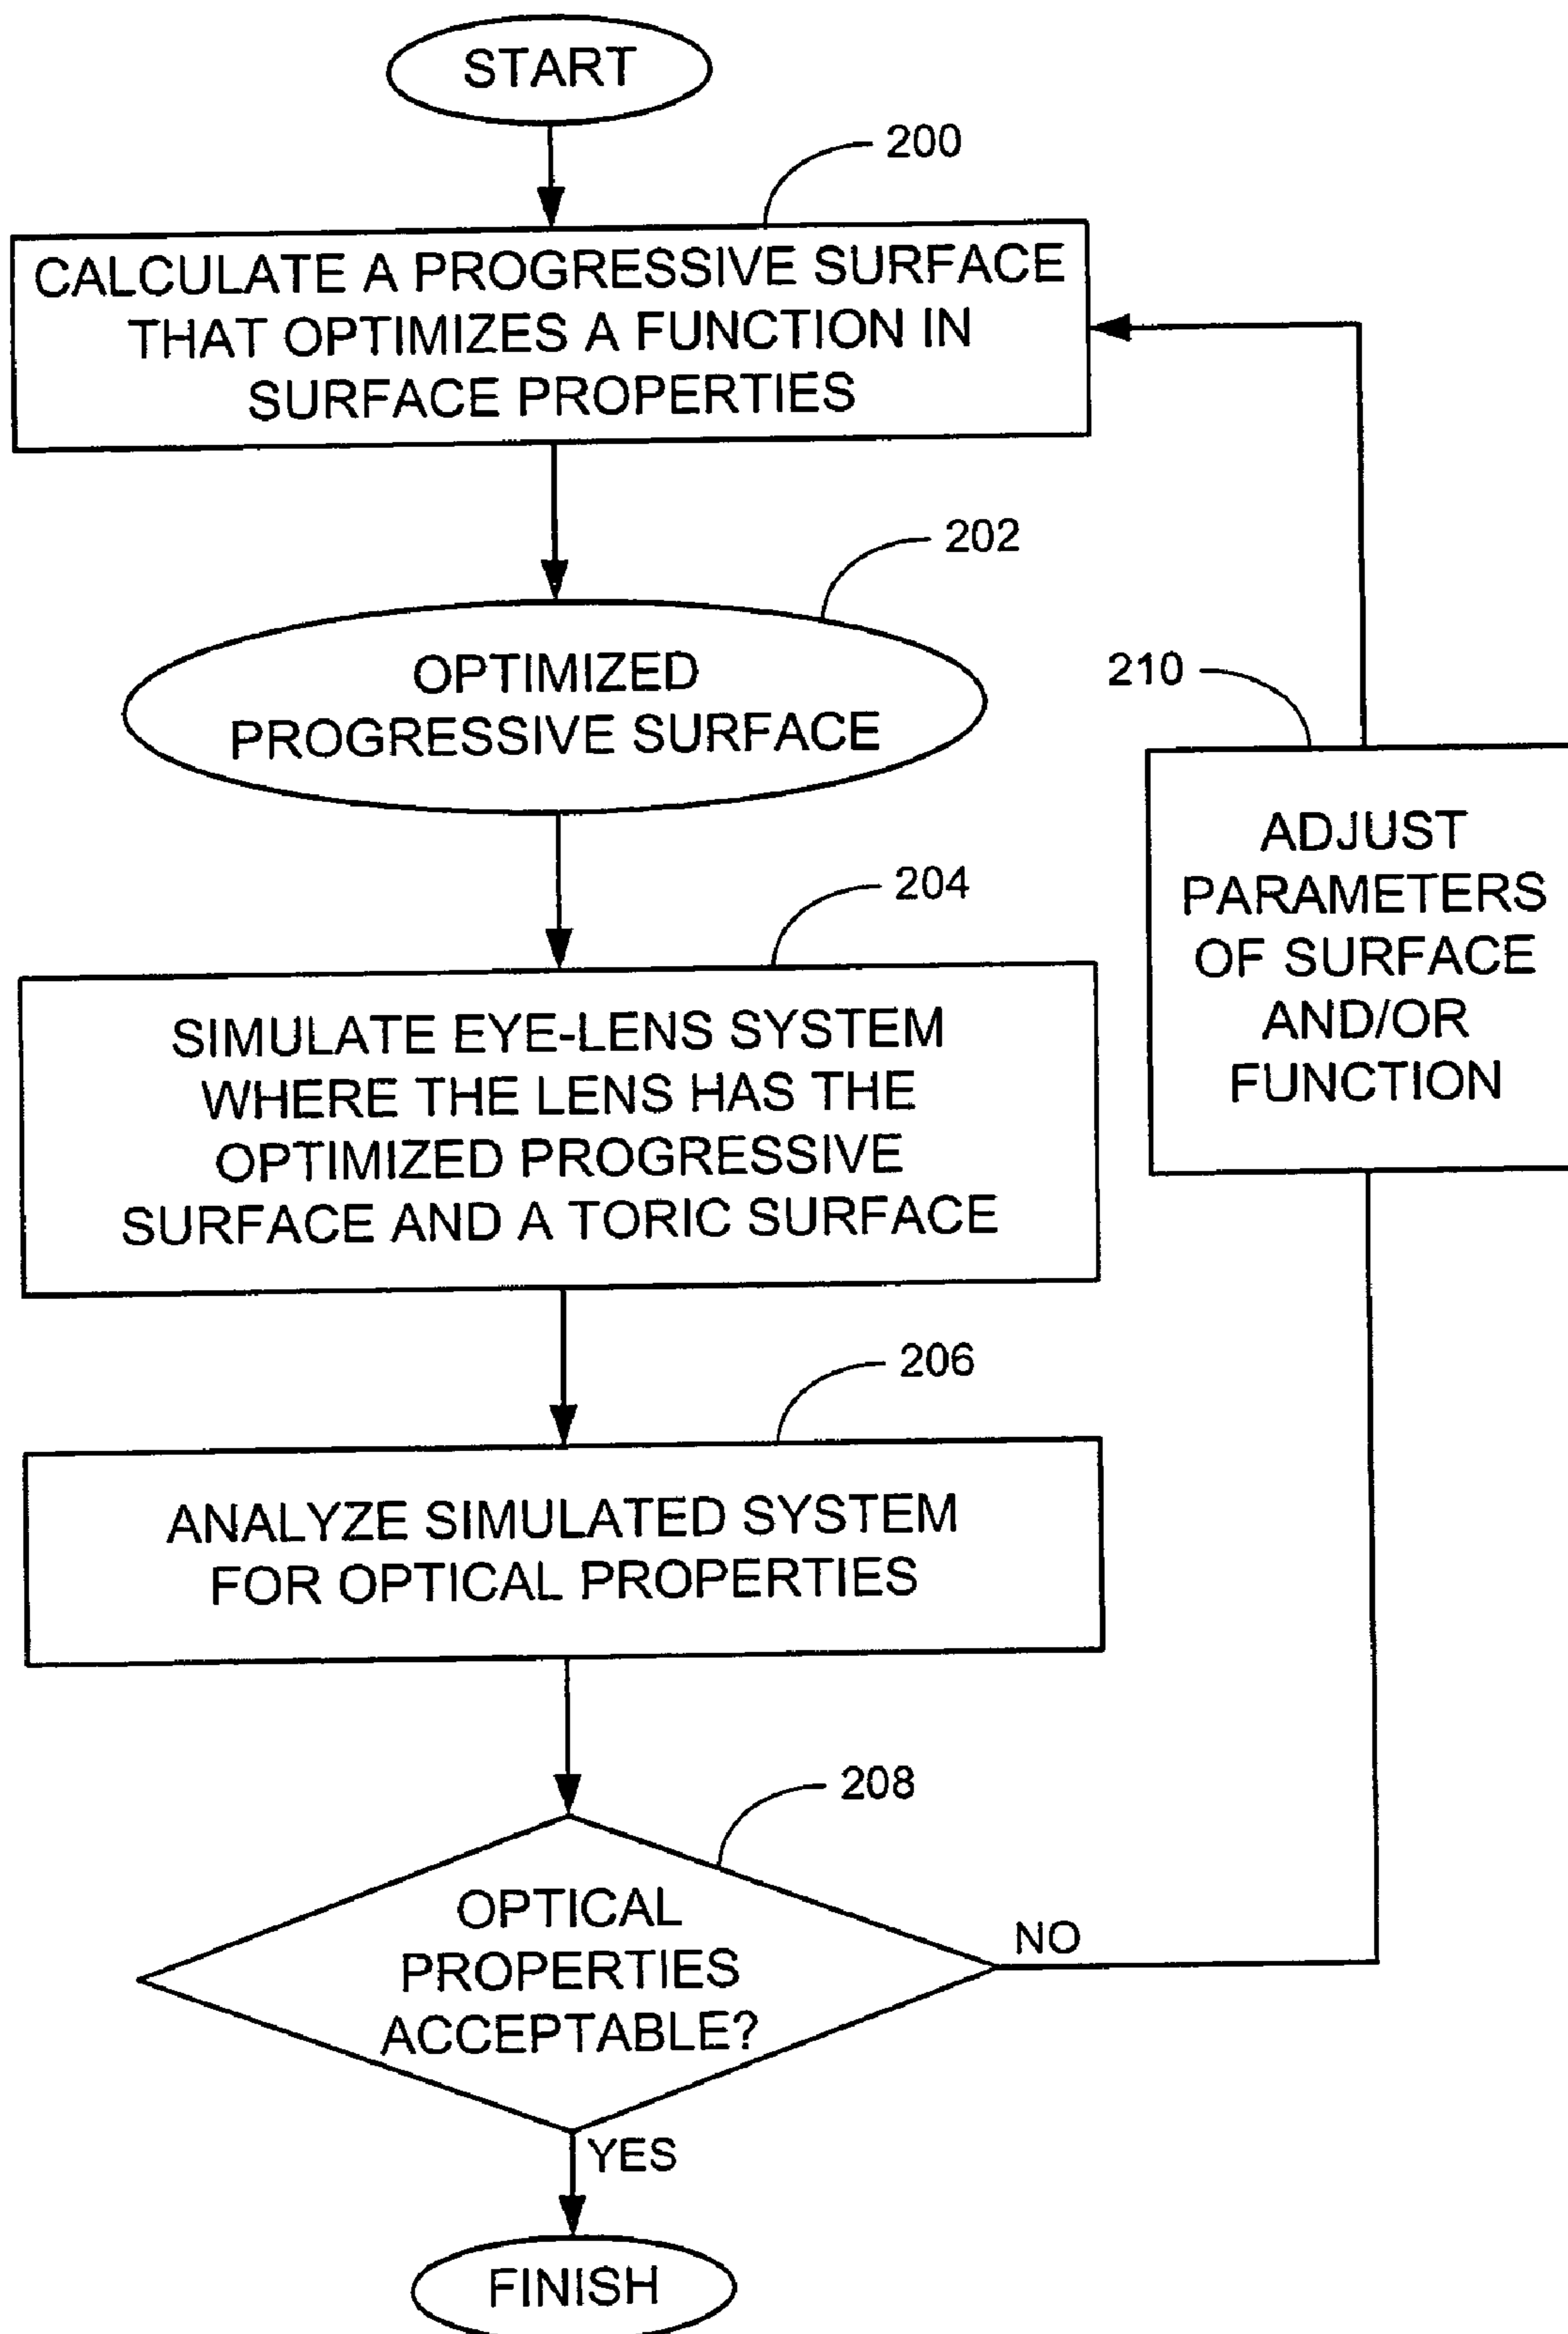 START
200
CALCULATE A PROGRESSIVE SURFACE
THAT OPTIMIZES A FUNCTION IN
SURFACE PROPERTIES
202
OPTIMIZED
PROGRESSIVE SURFACE
210
ADJUST
PARAMETERS
OF SURFACE
AND/OR
FUNCTION
204
SIMULATE EYE-LENS SYSTEM
WHERE THE LENS HAS THE
OPTIMIZED PROGRESSIVE
SURFACE AND A TORIC SURFACE
206
ANALYZE SIMULATED SYSTEM
FOR OPTICAL PROPERTIES
208
OPTICAL
PROPERTIES
ACCEPTABLE?
NO
YES
FINISH